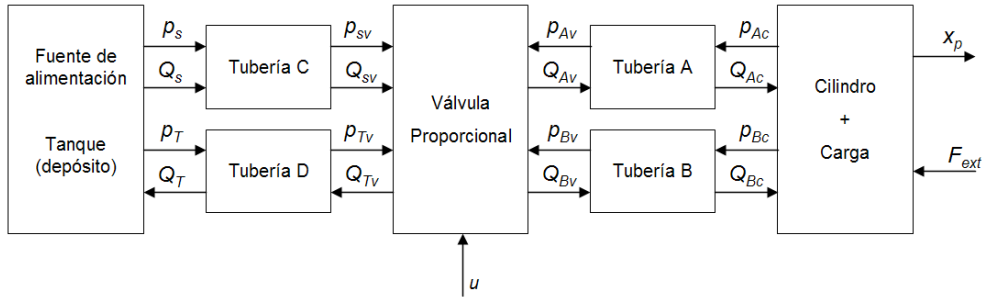 Fuente de
alimentación
Tanque
(depósito)
p_s
Q_s
p_T
Q_T
Tubería C
Tubería D
p_sv
Q_sv
p_Tv
Q_Tv
Válvula
Proporcional
u
p_Av
Q_Av
p_Bv
Q_Bv
Tubería A
Tubería B
p_Ac
Q_Ac
p_Bc
Q_Bc
Cilindro
+
Carga
x_p
F_ext